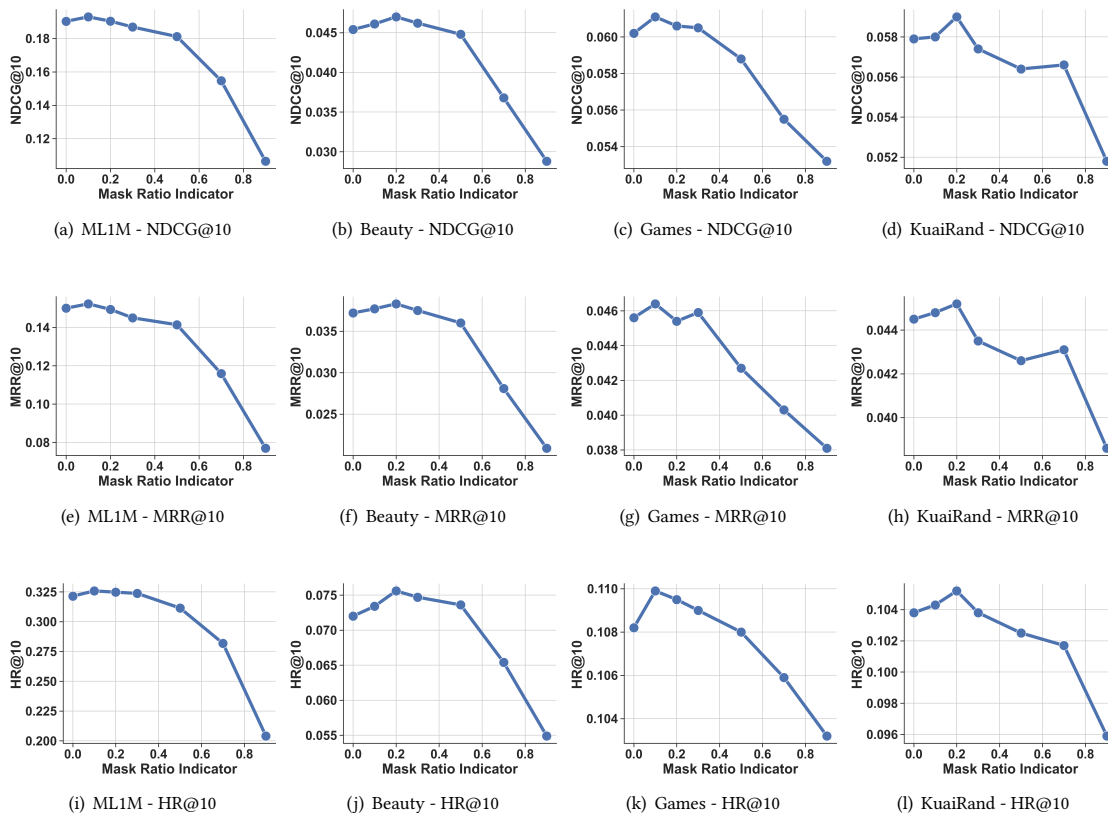 NDCG@10
0.18
0.16
0.14
0.12
0.0 0.2 0.4 0.6 0.8
Mask Ratio Indicator
(a) ML1M - NDCG@10
NDCG@10
0.045
0.040
0.035
0.030
0.0 0.2 0.4 0.6 0.8
Mask Ratio Indicator
(b) Beauty - NDCG@10
NDCG@10
0.060
0.058
0.056
0.054
0.0 0.2 0.4 0.6 0.8
Mask Ratio Indicator
(c) Games - NDCG@10
NDCG@10
0.058
0.056
0.054
0.052
0.0 0.2 0.4 0.6 0.8
Mask Ratio Indicator
(d) KuaiRand - NDCG@10
MRR@10
0.14
0.12
0.10
0.08
0.0 0.2 0.4 0.6 0.8
Mask Ratio Indicator
(e) ML1M - MRR@10
MRR@10
0.035
0.030
0.025
0.0 0.2 0.4 0.6 0.8
Mask Ratio Indicator
(f) Beauty - MRR@10
MRR@10
0.046
0.044
0.042
0.040
0.038
0.0 0.2 0.4 0.6 0.8
Mask Ratio Indicator
(g) Games - MRR@10
MRR@10
0.044
0.042
0.040
0.0 0.2 0.4 0.6 0.8
Mask Ratio Indicator
(h) KuaiRand - MRR@10
HR@10
0.325
0.300
0.275
0.250
0.225
0.200
0.0 0.2 0.4 0.6 0.8
Mask Ratio Indicator
(i) ML1M - HR@10
HR@10
0.075
0.070
0.065
0.060
0.055
0.0 0.2 0.4 0.6 0.8
Mask Ratio Indicator
(j) Beauty - HR@10
HR@10
0.110
0.108
0.106
0.104
0.0 0.2 0.4 0.6 0.8
Mask Ratio Indicator
(k) Games - HR@10
HR@10
0.104
0.102
0.100
0.098
0.096
0.0 0.2 0.4 0.6 0.8
Mask Ratio Indicator
(l) KuaiRand - HR@10